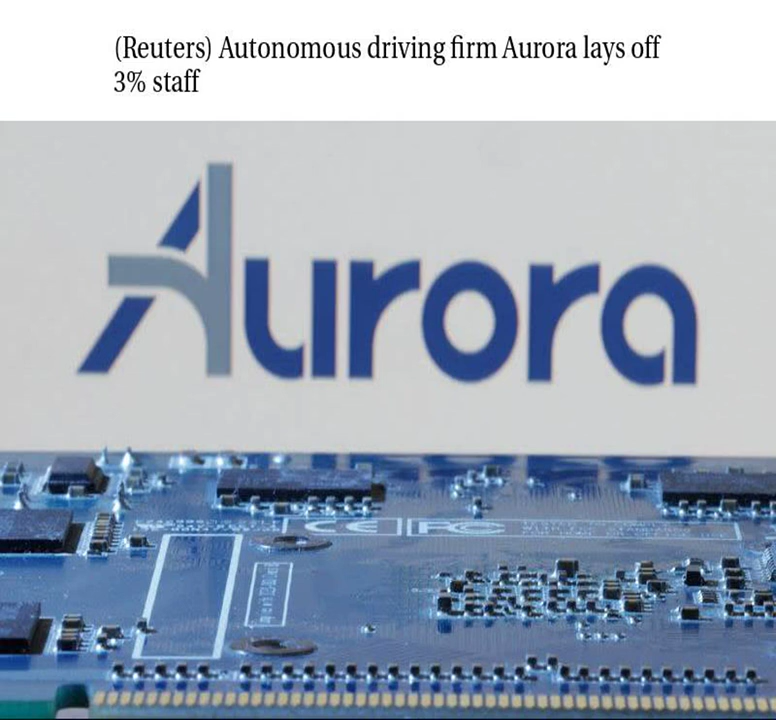 (Reuters) Autonomous driving firm Aurora lays off
3% staff
Aurora
CE FC